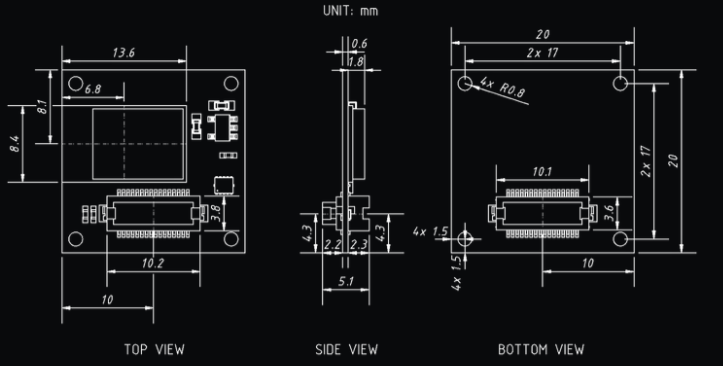 UNIT: mm
13.6
6.8
8.1
8.4
3.8
10.2
10
TOP VIEW
0.6
1.8
4.3
2.2
2.3
4.3
5.1
SIDE VIEW
20
2x 17
4x R0.8
10.1
2x 17
20
3.6
4x 1.5
4x 1.5
10
BOTTOM VIEW